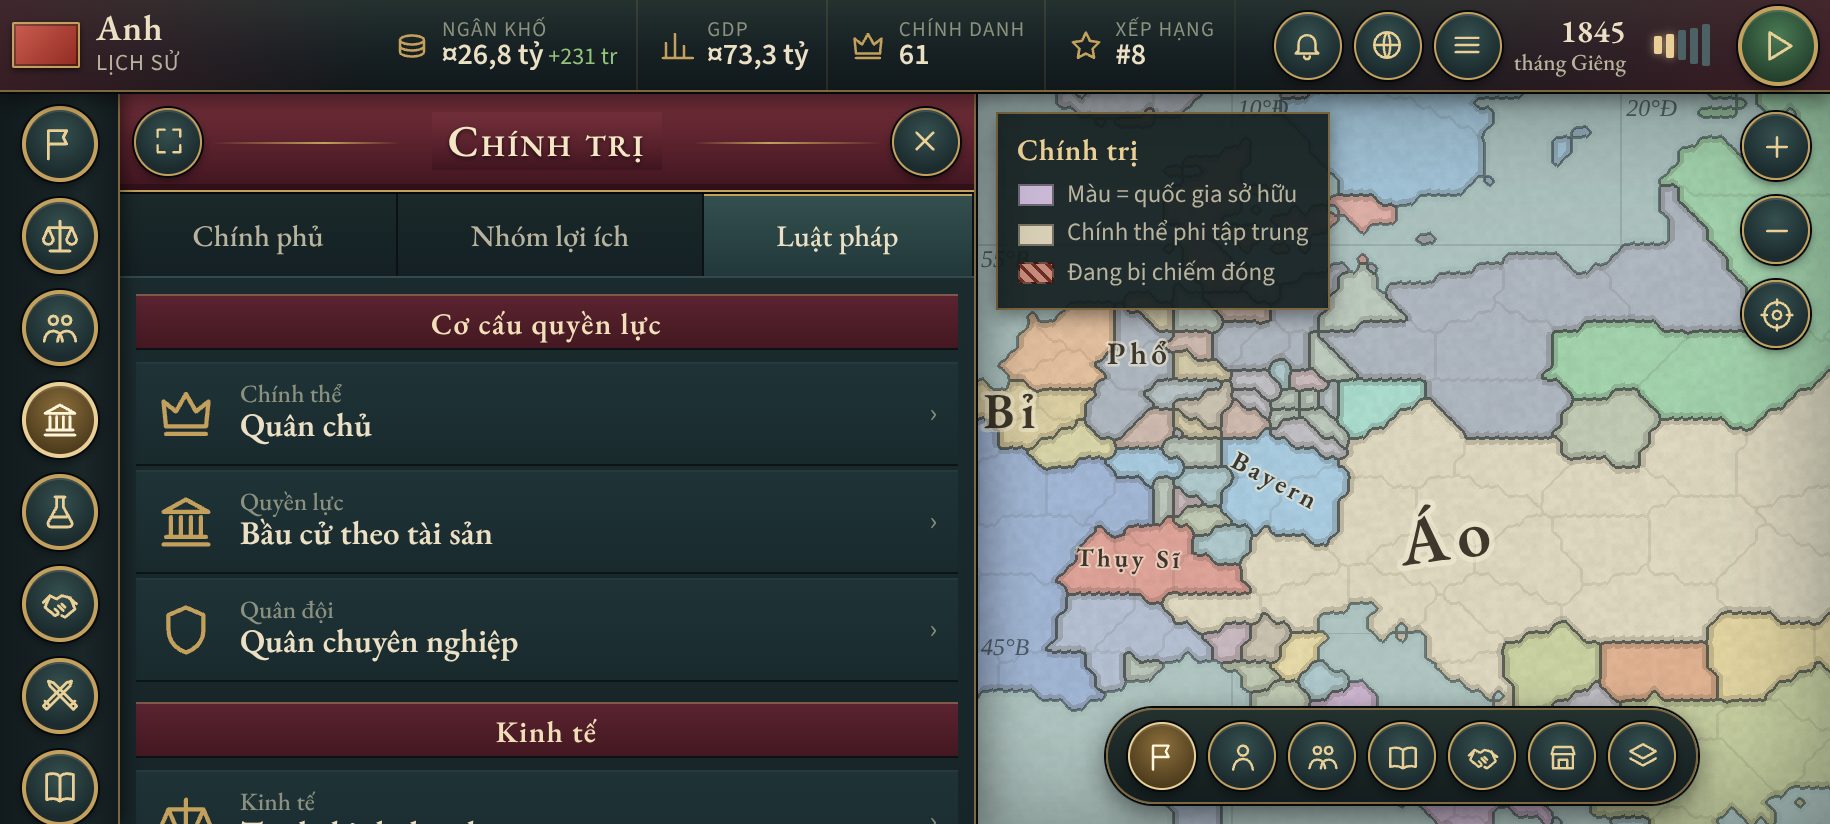 Anh
LỊCH SỬ
NGÂN KHỐ
¤26,8 tỷ +231 tr
GDP
¤73,3 tỷ
CHÍNH DANH
61
XẾP HẠNG
#8
1845
tháng Giêng
Chính trị
Chính phủ
Nhóm lợi ích
Luật pháp
Cơ cấu quyền lực
Chính thể
Quân chủ
Quyền lực
Bầu cử theo tài sản
Quân đội
Quân chuyên nghiệp
Kinh tế
Kinh tế
10°Đ
20°Đ
Chính trị
Màu = quốc gia sở hữu
Chính thể phi tập trung
Đang bị chiếm đóng
55°B
Phổ
Bỉ
Bayern
Áo
Thụy Sĩ
45°B